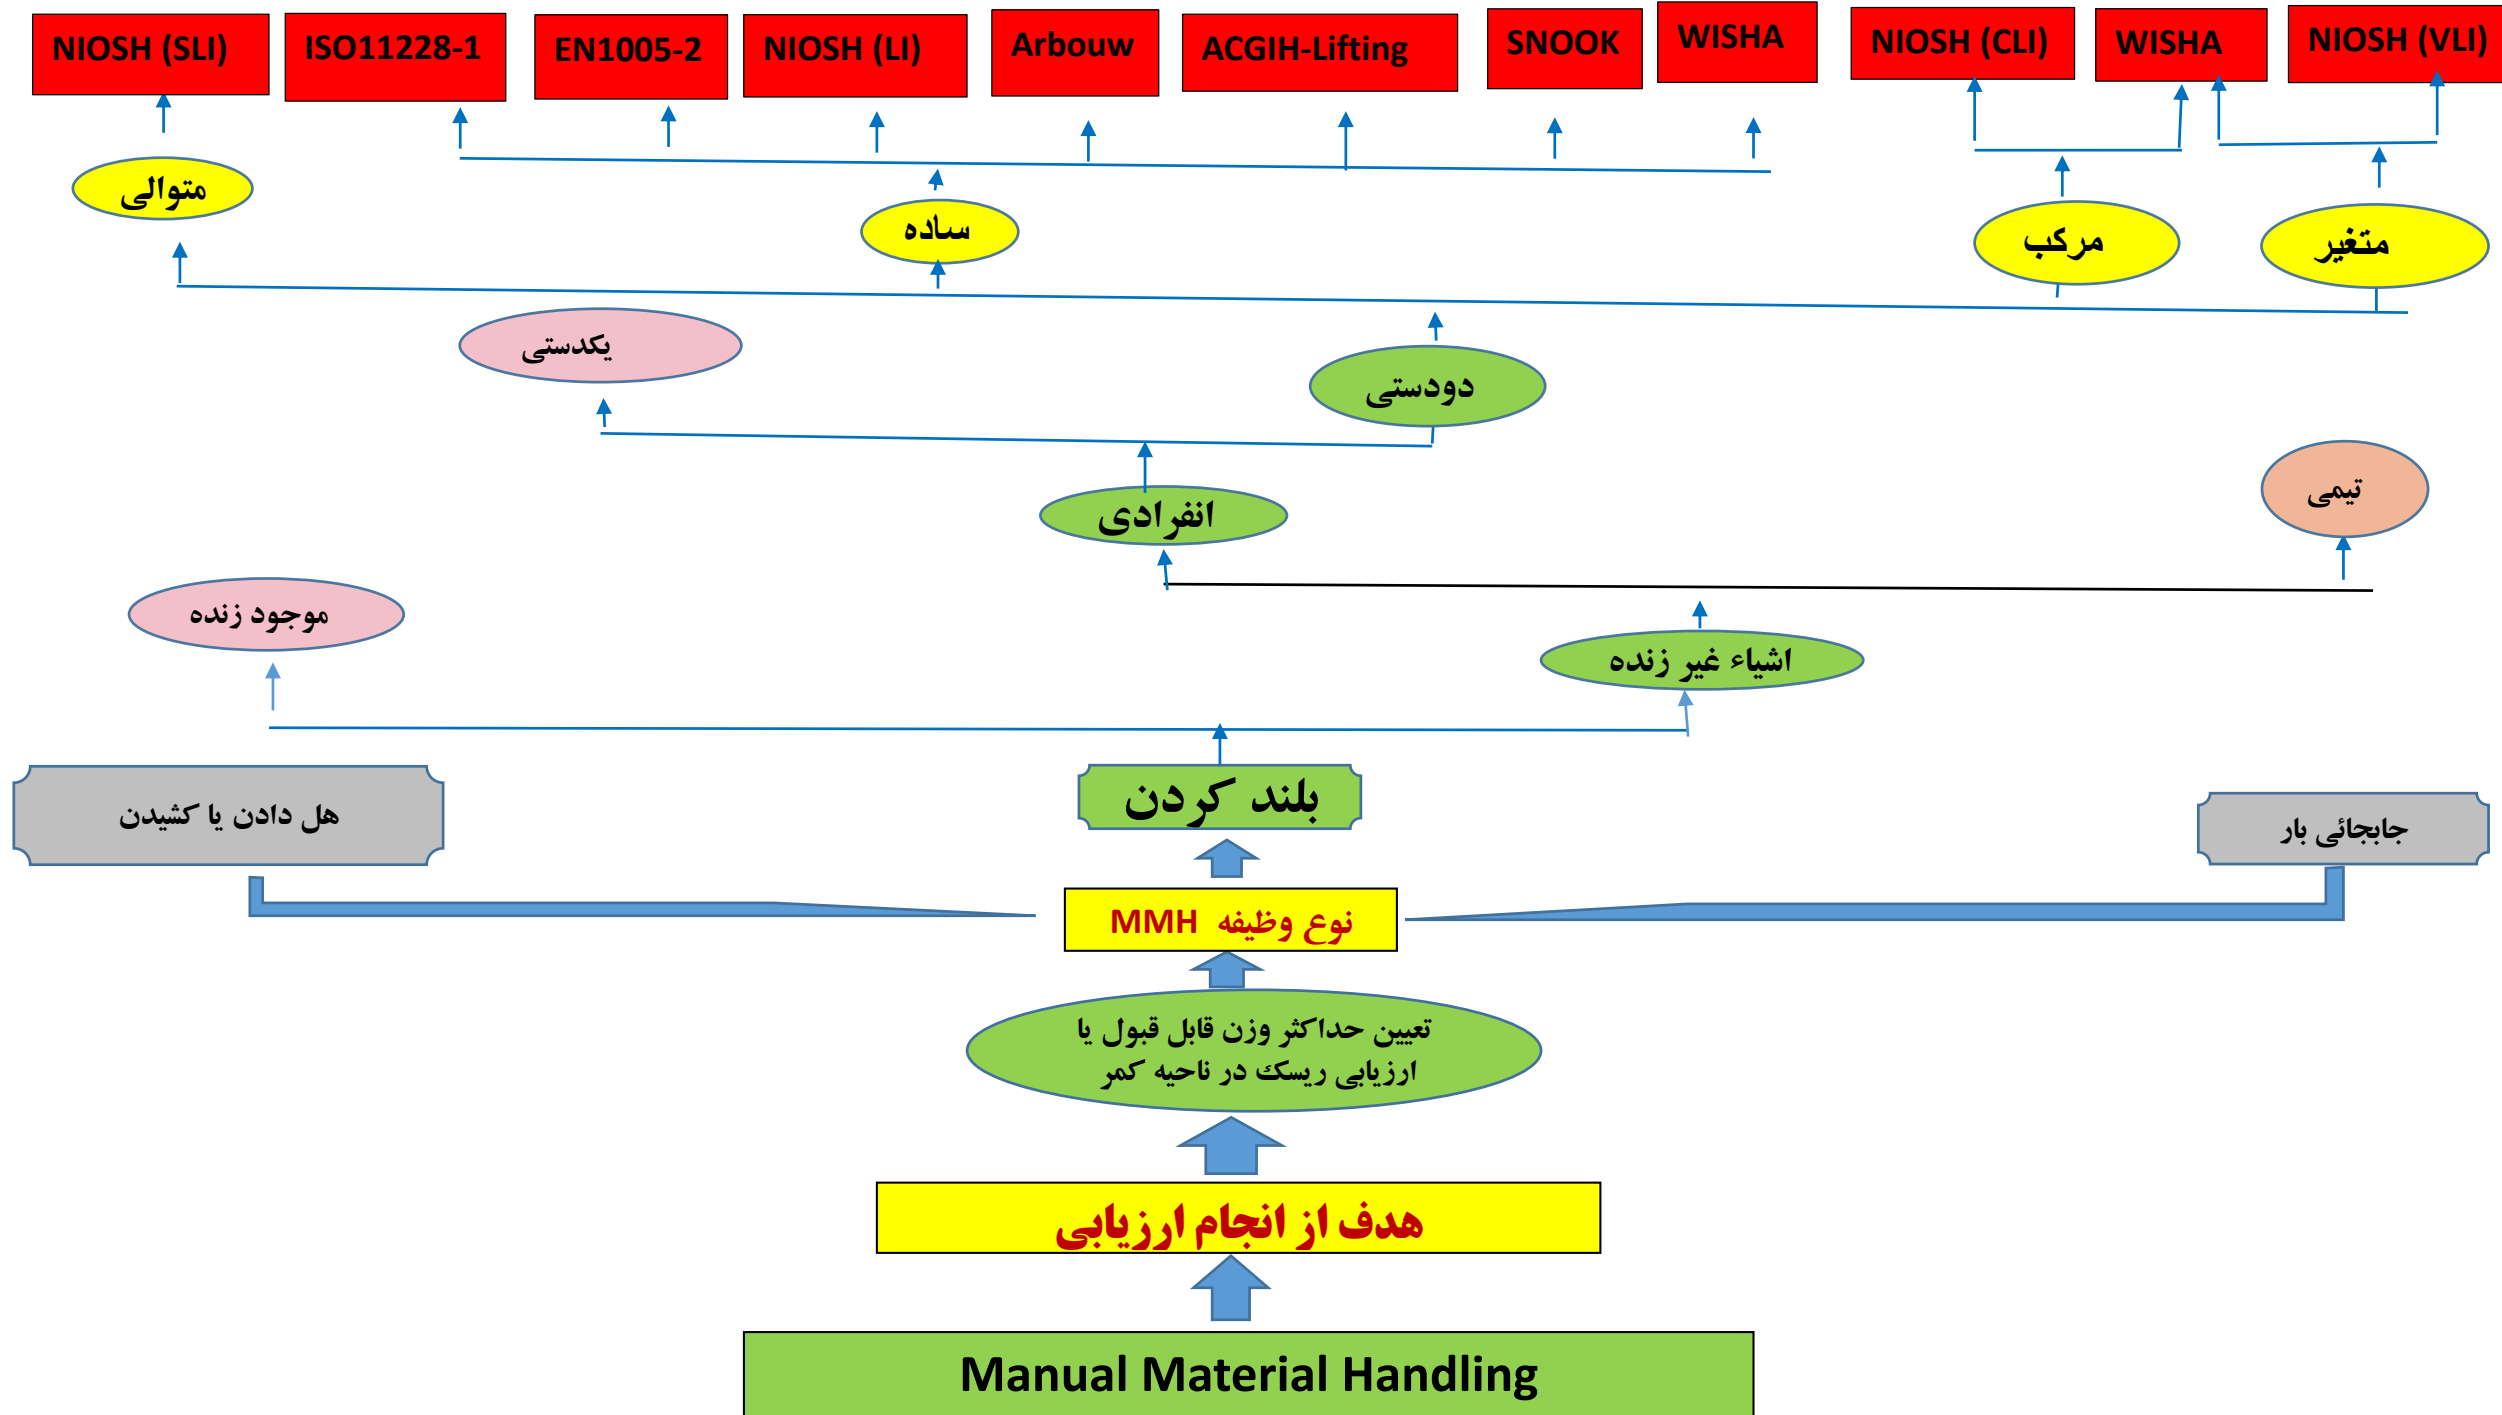 NIOSH (SLI)
ISO11228-1
EN1005-2
NIOSH (LI)
Arbouw
ACGIH-Lifting
SNOOK
WISHA
NIOSH (CLI)
WISHA
NIOSH (VLI)
متوالی
ساده
مرکب
متغیر
یکدستی
دودستی
انفرادی
تیمی
موجود زنده
اشیاء غیر زنده
هل دادن یا کشیدن
بلند کردن
جابجائی بار
نوع وظیفه MMH
تعیین حداکثر وزن قابل قبول یا
ارزیابی ریسک در ناحیه کمر
هدف از انجام ارزیابی
Manual Material Handling